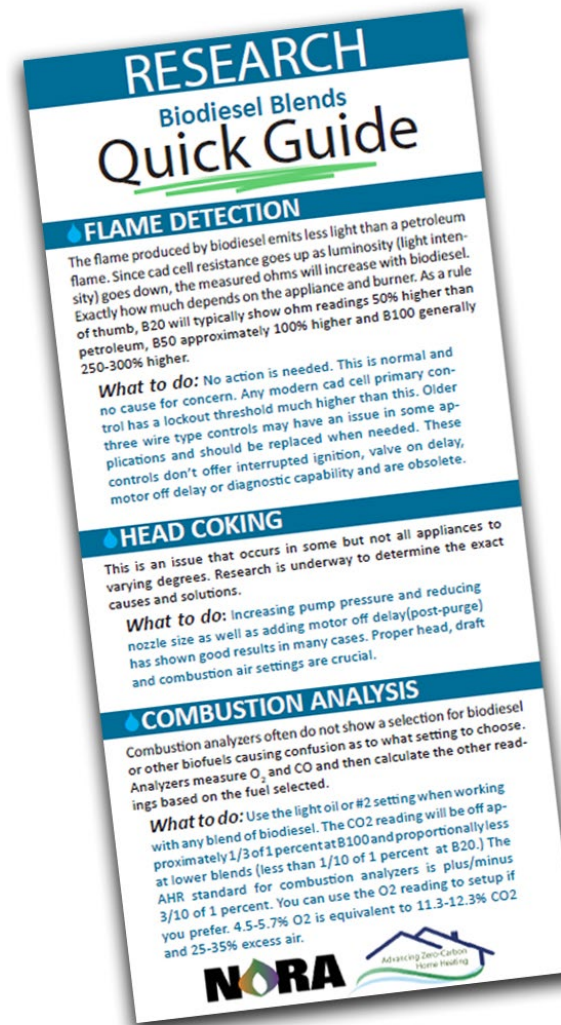 RESEARCH
Biodiesel Blends
Quick Guide
FLAME DETECTION
The flame produced by biodiesel emits less light than a petroleum
flame. Since cad cell resistance goes up as luminosity (light inten-
sity) goes down, the measured ohms will increase with biodiesel.
Exactly how much depends on the appliance and burner. As a rule
of thumb, B20 will typically show ohm readings 50% higher than
petroleum, B50 approximately 100% higher and B100 generally
250-300% higher.
What to do: No action is needed. This is normal and
no cause for concern. Any modern cad cell primary con-
trol has a lockout threshold much higher than this. Older
three wire type controls may have an issue in some ap-
plications and should be replaced when needed. These
controls don't offer interrupted ignition, valve on delay,
motor off delay or diagnostic capability and are obsolete.
HEAD COKING
This is an issue that occurs in some but not all appliances to
varying degrees. Research is underway to determine the exact
causes and solutions.
What to do: Increasing pump pressure and reducing
nozzle size as well as adding motor off delay(post-purge)
has shown good results in many cases. Proper head, draft
and combustion air settings are crucial.
COMBUSTION ANALYSIS
Combustion analyzers often do not show a selection for biodiesel
or other biofuels causing confusion as to what setting to choose.
Analyzers measure O₂ and CO and then calculate the other read-
ings based on the fuel selected.
What to do: Use the light oil or #2 setting when working
with any blend of biodiesel. The CO2 reading will be off ap-
proximately 1/3 of 1 percent at B100 and proportionally less
at lower blends (less than 1/10 of 1 percent at B20.) The
AHR standard for combustion analyzers is plus/minus
3/10 of 1 percent. You can use the O2 reading to setup if
you prefer. 4.5-5.7% O2 is equivalent to 11.3-12.3% CO2
and 25-35% excess air.
NORA
Advancing Zero-Carbon
Home Heating